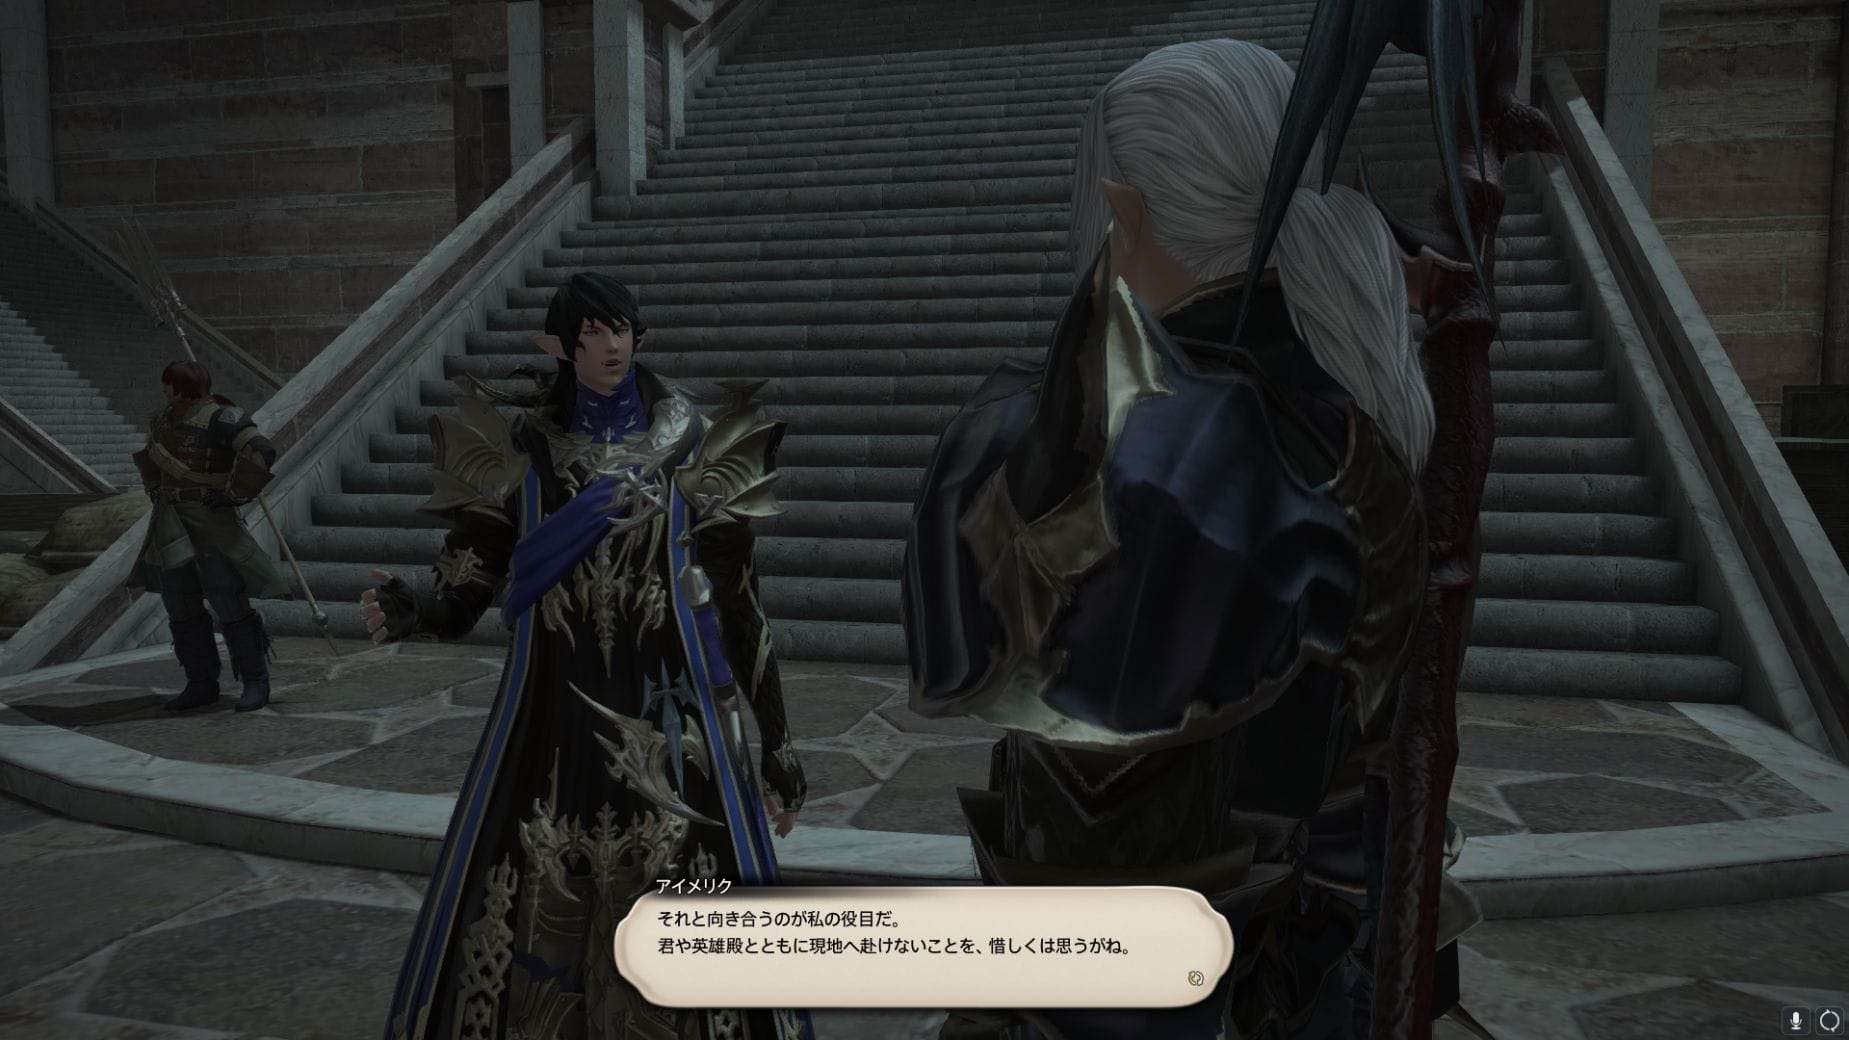 アイメリク
それと向き合うのが私の役目だ。
君や英雄殿とともに現地へ赴けないことを、惜しくは思うがね。